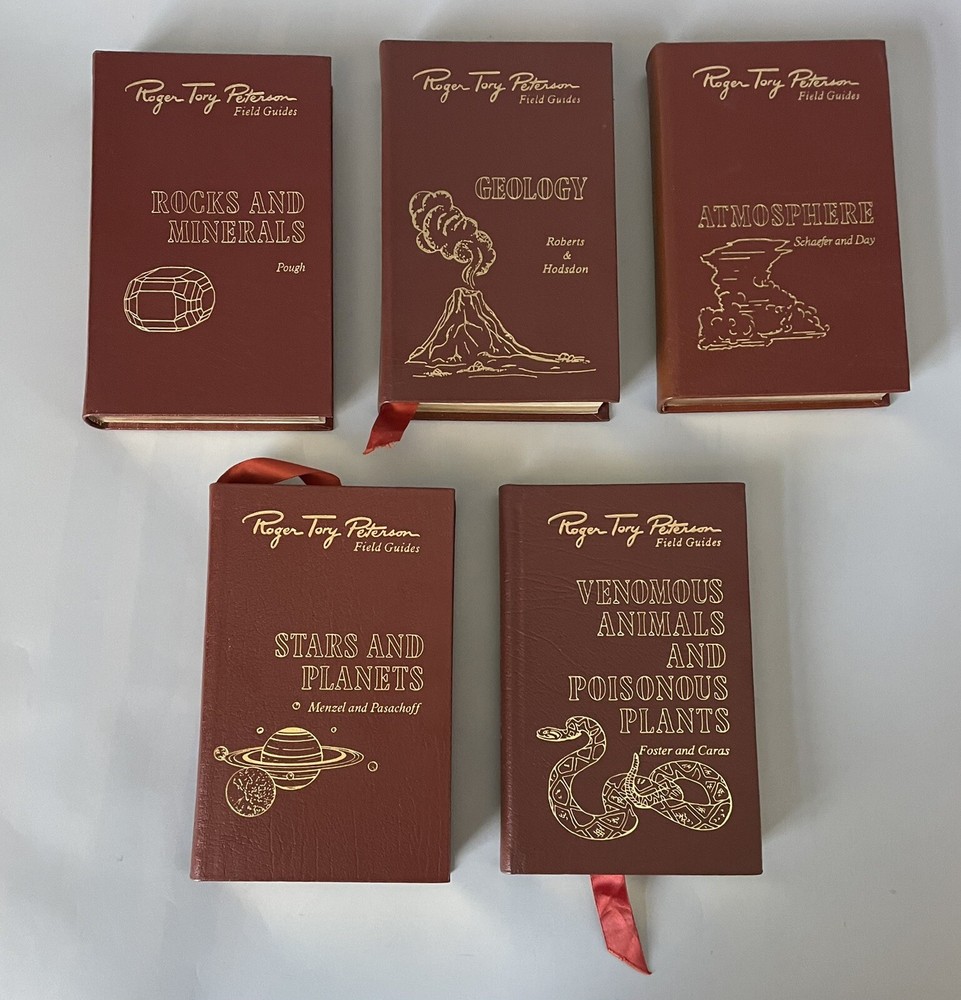 Roger Tory Peterson
Field Guides
ROCKS AND
MINERALS
Pough
Roger Tory Peterson
Field Guides
GEOLOGY
Roberts
&
Hodsdon
Roger Tory Peterson
Field Guides
ATMOSPHERE
Schaefer and Day
Roger Tory Peterson
Field Guides
STARS AND
PLANETS
Menzel and Pasachoff
Roger Tory Peterson
Field Guides
VENOMOUS
ANIMALS
AND
POISONOUS
PLANTS
Foster and Caras